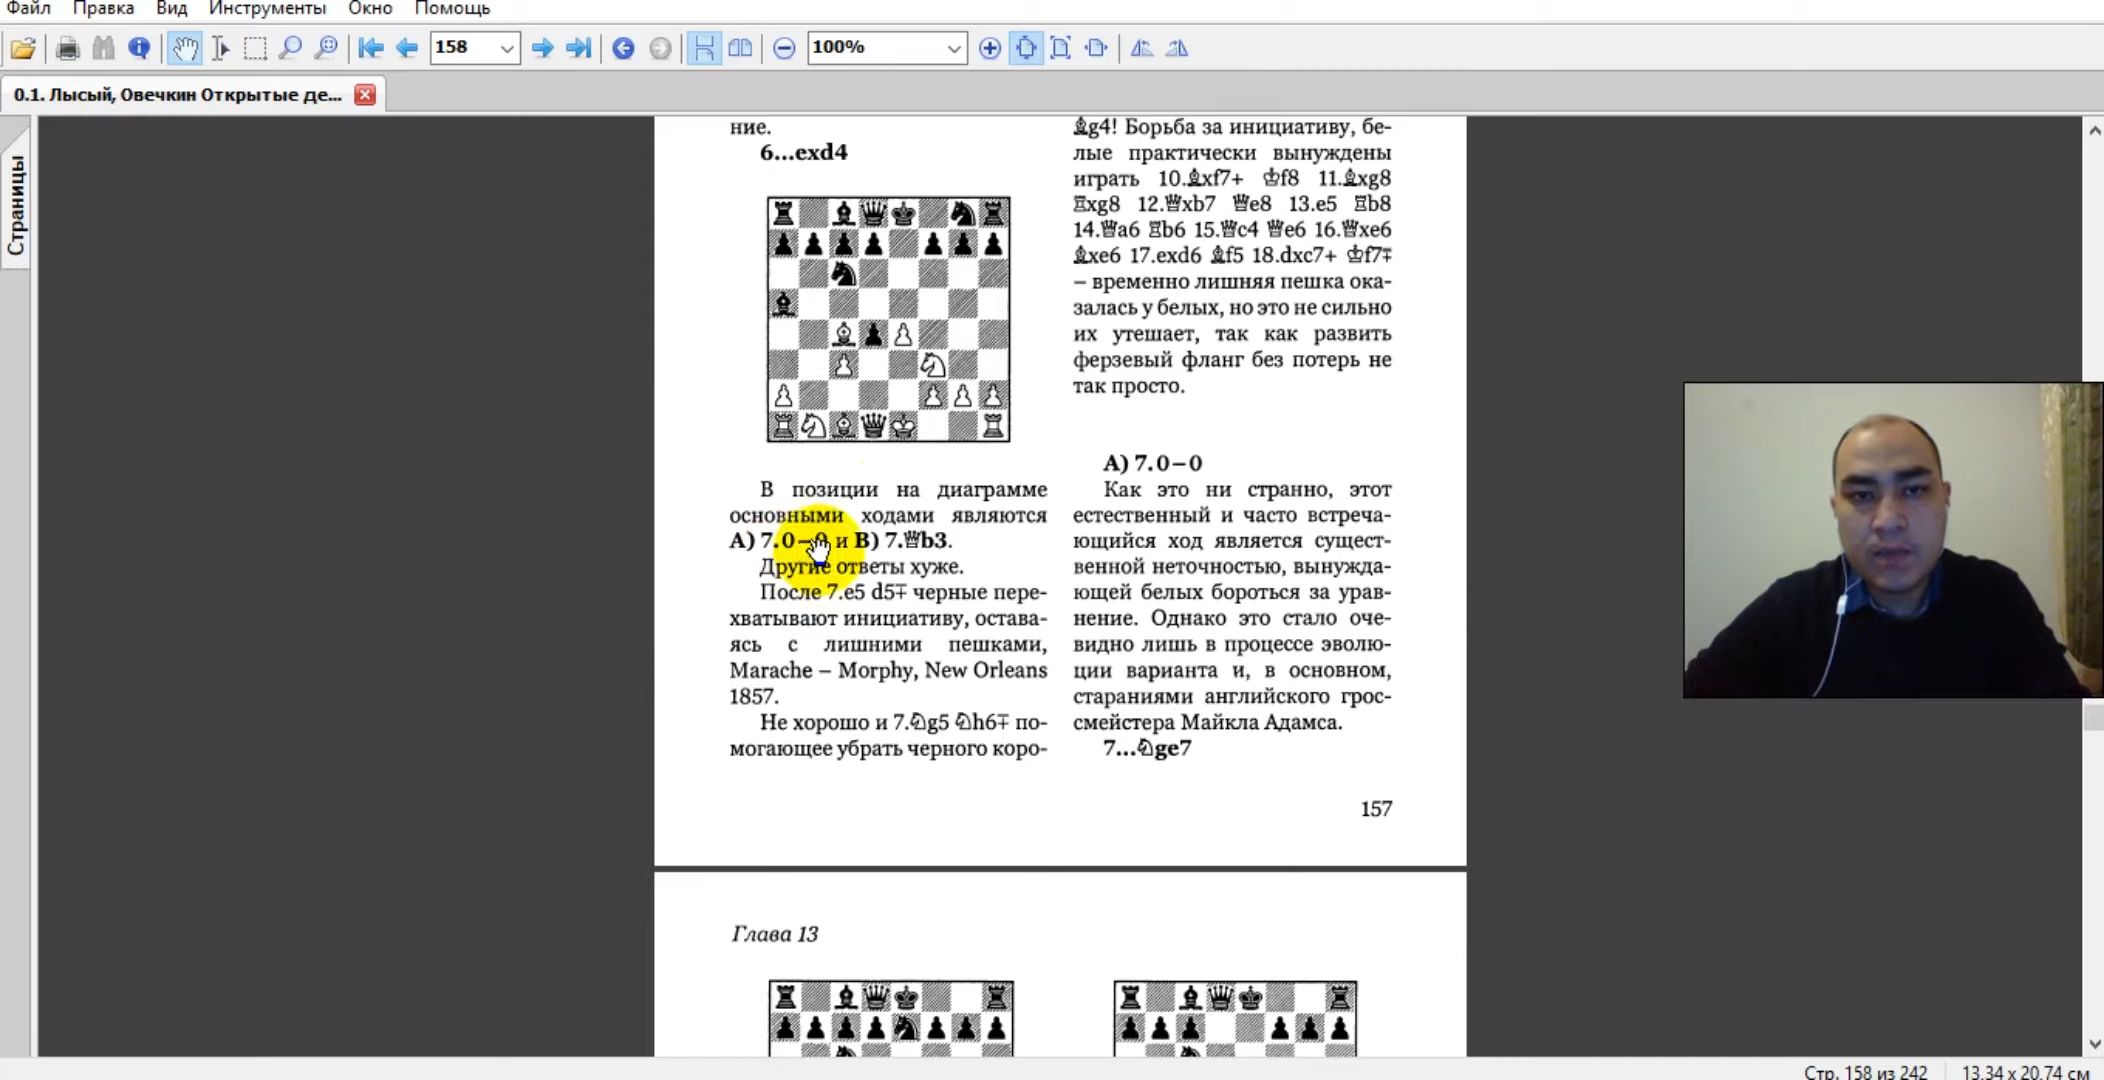 Файл Правка Вид Инструменты Окно Помощь
158 100%
0.1. Лысый, Овечкин Открытые де...
Страницы
ние.
6...exd4
В позиции на диаграмме
основными ходами являются
A) 7.0–0 и B) 7.♕b3.
Другие ответы хуже.
После 7.e5 d5∓ черные пере-
хватывают инициативу, остава-
ясь с лишними пешками,
Marache – Morphy, New Orleans
1857.
Не хорошо и 7.♘g5 ♘h6∓ по-
могающее убрать черного коро-
♗g4! Борьба за инициативу, бе-
лые практически вынуждены
играть 10.♗xf7+ ♔f8 11.♗xg8
♖xg8 12.♕xb7 ♕e8 13.e5 ♖b8
14.♕a6 ♖b6 15.♕c4 ♕e6 16.♕xe6
♗xe6 17.exd6 ♗f5 18.dxc7+ ♔f7∓
– временно лишняя пешка ока-
залась у белых, но это не сильно
их утешает, так как развить
ферзевый фланг без потерь не
так просто.
A) 7.0–0
Как это ни странно, этот
естественный и часто встреча-
ющийся ход является сущест-
венной неточностью, вынужда-
ющей белых бороться за урав-
нение. Однако это стало оче-
видно лишь в процессе эволю-
ции варианта и, в основном,
стараниями английского грос-
смейстера Майкла Адамса.
7...♘ge7
157
Глава 13
Стр. 158 из 242 13.34 x 20.74 см